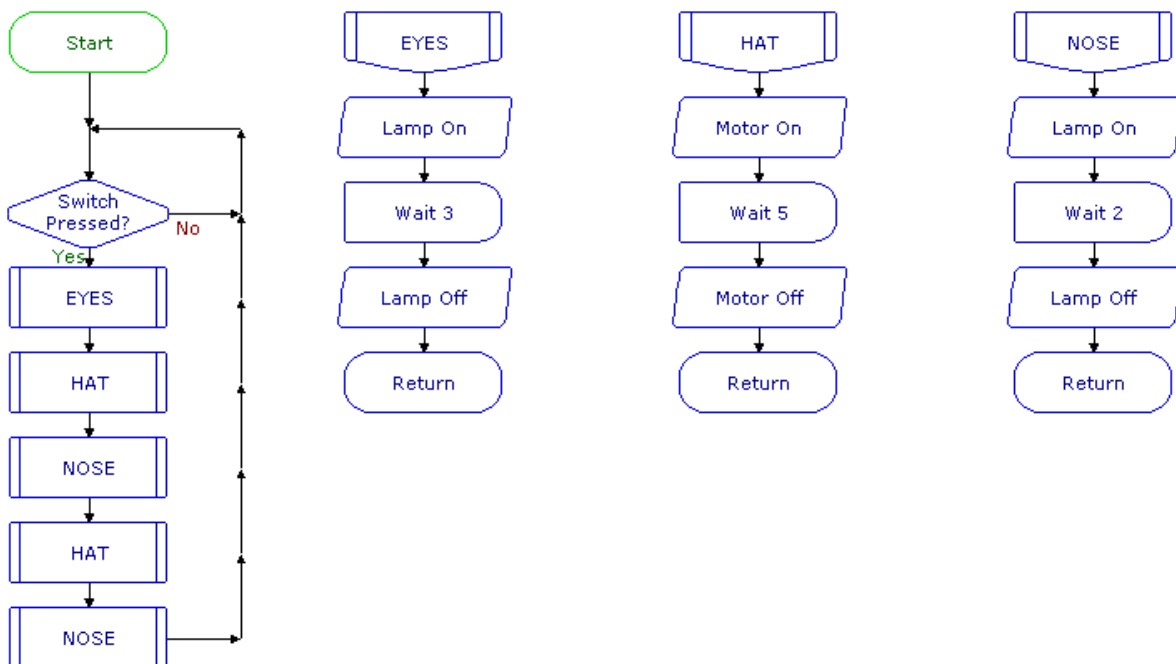 Start
Switch
Pressed?
No
Yes
EYES
HAT
NOSE
HAT
NOSE
EYES
Lamp On
Wait 3
Lamp Off
Return
HAT
Motor On
Wait 5
Motor Off
Return
NOSE
Lamp On
Wait 2
Lamp Off
Return